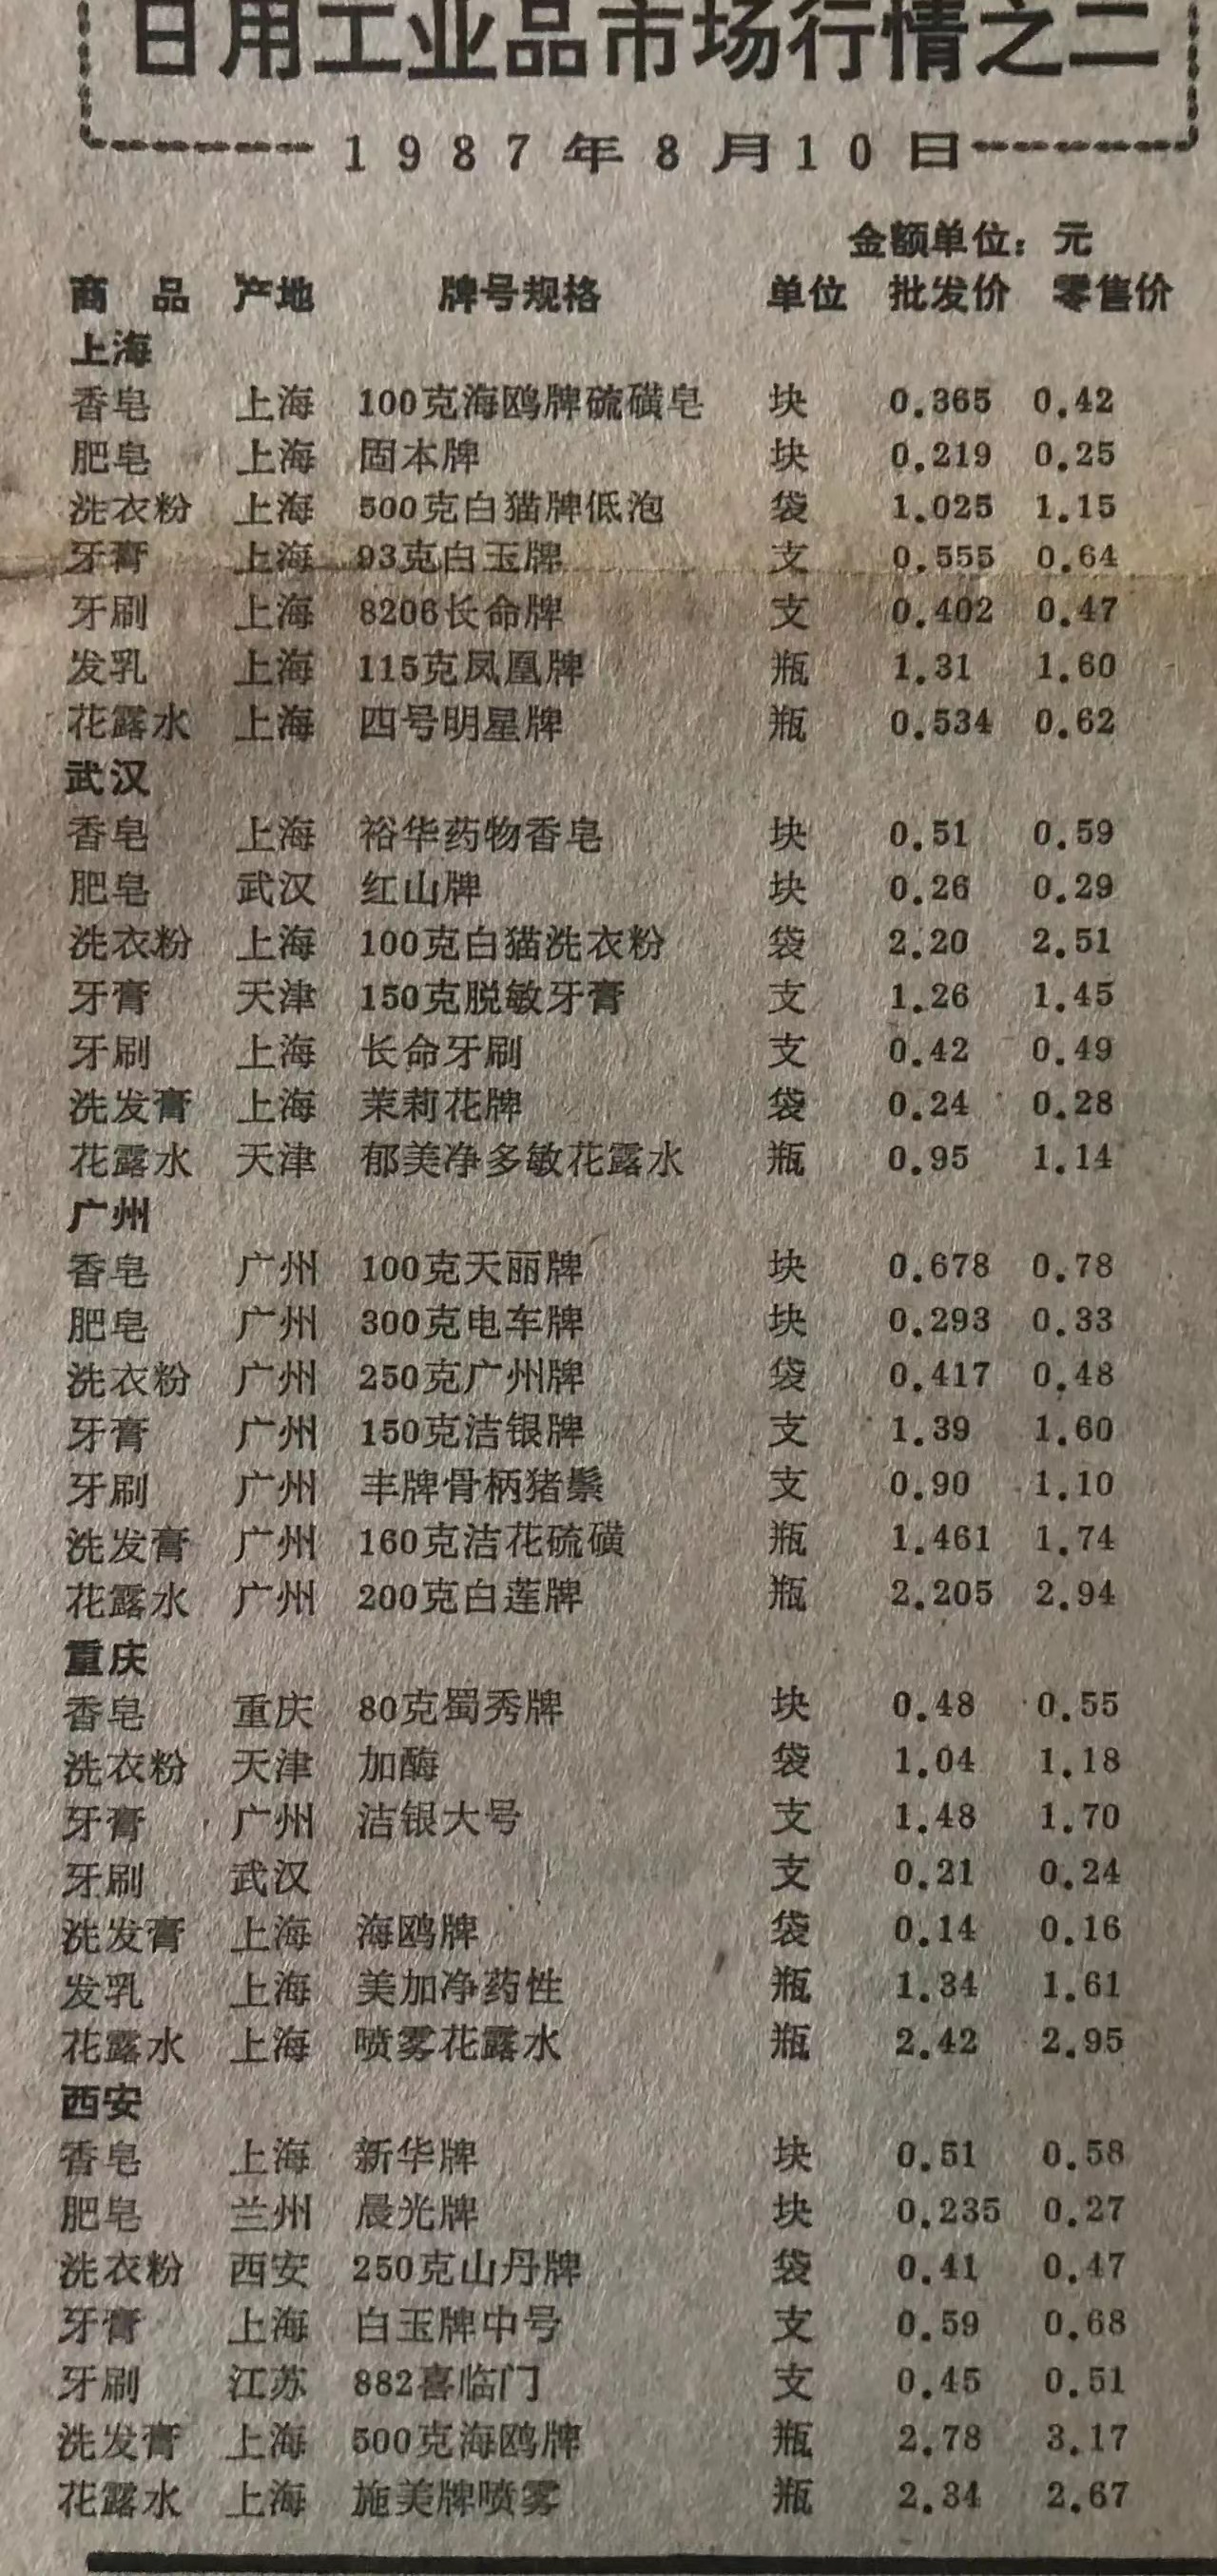 日用工业品市场行情之二
1987年8月10日
金额单位：元
商 品 产地 牌号规格 单位 批发价 零售价
上海
香皂 上海 100克海鸥牌硫磺皂 块 0.365 0.42
肥皂 上海 固本牌 块 0.219 0.25
洗衣粉 上海 500克白猫牌低泡 袋 1.025 1.15
牙膏 上海 93克白玉牌 支 0.555 0.64
牙刷 上海 8206长命牌 支 0.402 0.47
发乳 上海 115克凤凰牌 瓶 1.31 1.60
花露水 上海 四号明星牌 瓶 0.534 0.62
武汉
香皂 上海 裕华药物香皂 块 0.51 0.59
肥皂 武汉 红山牌 块 0.26 0.29
洗衣粉 上海 100克白猫洗衣粉 袋 2.20 2.51
牙膏 天津 150克脱敏牙膏 支 1.26 1.45
牙刷 上海 长命牙刷 支 0.42 0.49
洗发膏 上海 茉莉花牌 袋 0.24 0.28
花露水 天津 郁美净多敏花露水 瓶 0.95 1.14
广州
香皂 广州 100克天丽牌 块 0.678 0.78
肥皂 广州 300克电车牌 块 0.293 0.33
洗衣粉 广州 250克广州牌 袋 0.417 0.48
牙膏 广州 150克洁银牌 支 1.39 1.60
牙刷 广州 丰牌骨柄猪鬃 支 0.90 1.10
洗发膏 广州 160克洁花硫磺 瓶 1.461 1.74
花露水 广州 200克白莲牌 瓶 2.205 2.94
重庆
香皂 重庆 80克蜀秀牌 块 0.48 0.55
洗衣粉 天津 加酶 袋 1.04 1.18
牙膏 广州 洁银大号 支 1.48 1.70
牙刷 武汉 支 0.21 0.24
洗发膏 上海 海鸥牌 袋 0.14 0.16
发乳 上海 美加净药性 瓶 1.34 1.61
花露水 上海 喷雾花露水 瓶 2.42 2.95
西安
香皂 上海 新华牌 块 0.51 0.58
肥皂 兰州 晨光牌 块 0.235 0.27
洗衣粉 西安 250克山丹牌 袋 0.41 0.47
牙膏 上海 白玉牌中号 支 0.59 0.68
牙刷 江苏 882喜临门 支 0.45 0.51
洗发膏 上海 500克海鸥牌 瓶 2.78 3.17
花露水 上海 施美牌喷雾 瓶 2.34 2.67